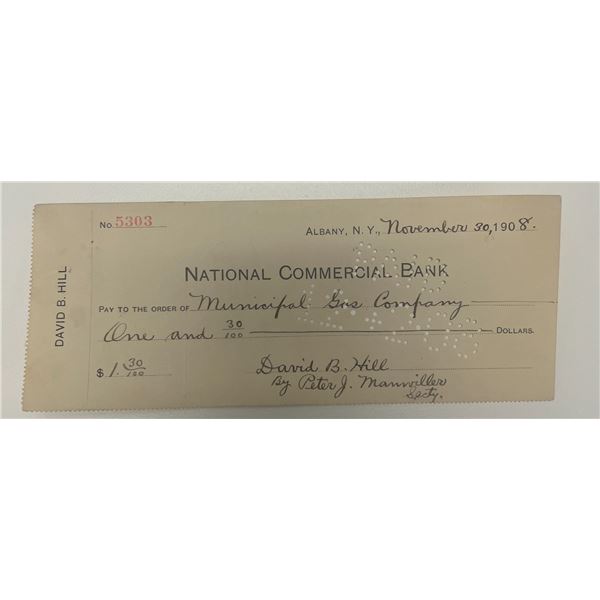 DAVID B. HILL
No. 5303
ALBANY, N. Y., November 30, 1908.
NATIONAL COMMERCIAL BANK
PAY TO THE ORDER OF Municipal Gas Company
One and 30/100 DOLLARS.
$ 1. 30/100 David B. Hill
By Peter J. Manwiller
Secty.